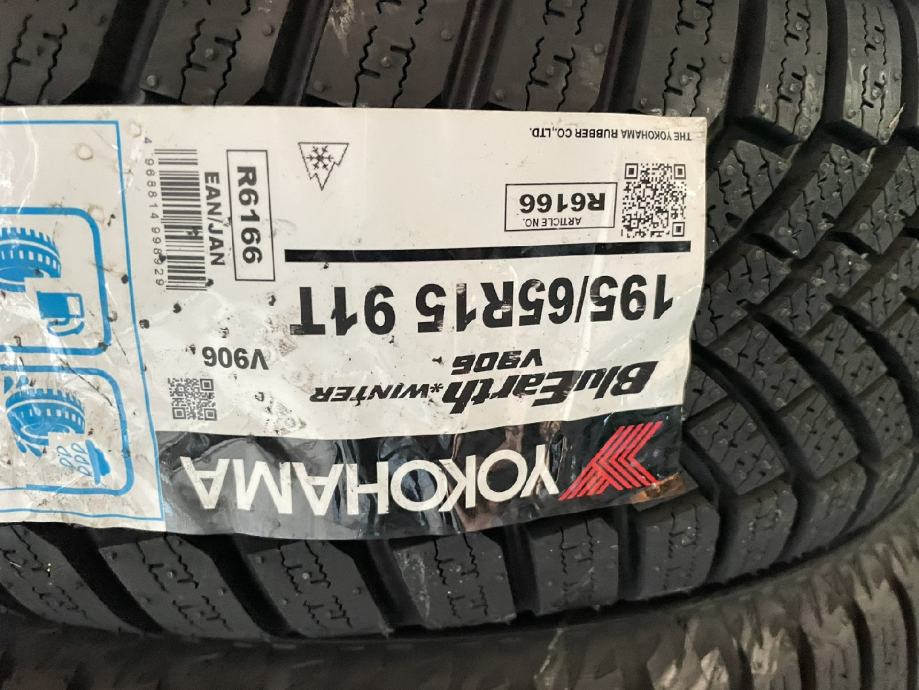 YOKOHAMA
BluEarth*WINTER
V906
V906
195/65R15 91T
ARTICLE NO.
R6166
R6166
EAN/JAN
4 968814 998929
THE YOKOHAMA RUBBER CO.,LTD.